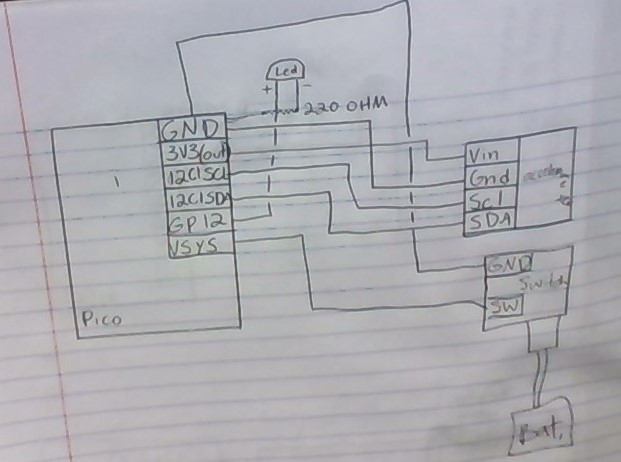 Led
+ -
220 OHM
GND
3V3(out)
I2C1SCL
I2C1SDA
GP12
VSYS
Pico
Vin
Gnd
Scl
SDA
GND
Switch
SW
Bat.